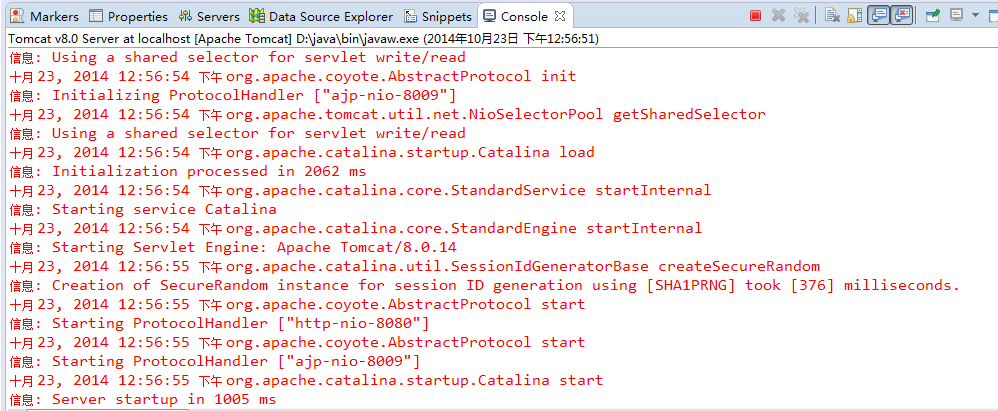 Markers Properties Servers Data Source Explorer Snippets Console
Tomcat v8.0 Server at localhost [Apache Tomcat] D:\java\bin\javaw.exe (2014年10月23日 下午12:56:51)
信息: Using a shared selector for servlet write/read
十月 23, 2014 12:56:54 下午 org.apache.coyote.AbstractProtocol init
信息: Initializing ProtocolHandler ["ajp-nio-8009"]
十月 23, 2014 12:56:54 下午 org.apache.tomcat.util.net.NioSelectorPool getSharedSelector
信息: Using a shared selector for servlet write/read
十月 23, 2014 12:56:54 下午 org.apache.catalina.startup.Catalina load
信息: Initialization processed in 2062 ms
十月 23, 2014 12:56:54 下午 org.apache.catalina.core.StandardService startInternal
信息: Starting service Catalina
十月 23, 2014 12:56:54 下午 org.apache.catalina.core.StandardEngine startInternal
信息: Starting Servlet Engine: Apache Tomcat/8.0.14
十月 23, 2014 12:56:55 下午 org.apache.catalina.util.SessionIdGeneratorBase createSecureRandom
信息: Creation of SecureRandom instance for session ID generation using [SHA1PRNG] took [376] milliseconds.
十月 23, 2014 12:56:55 下午 org.apache.coyote.AbstractProtocol start
信息: Starting ProtocolHandler ["http-nio-8080"]
十月 23, 2014 12:56:55 下午 org.apache.coyote.AbstractProtocol start
信息: Starting ProtocolHandler ["ajp-nio-8009"]
十月 23, 2014 12:56:55 下午 org.apache.catalina.startup.Catalina start
信息: Server startup in 1005 ms